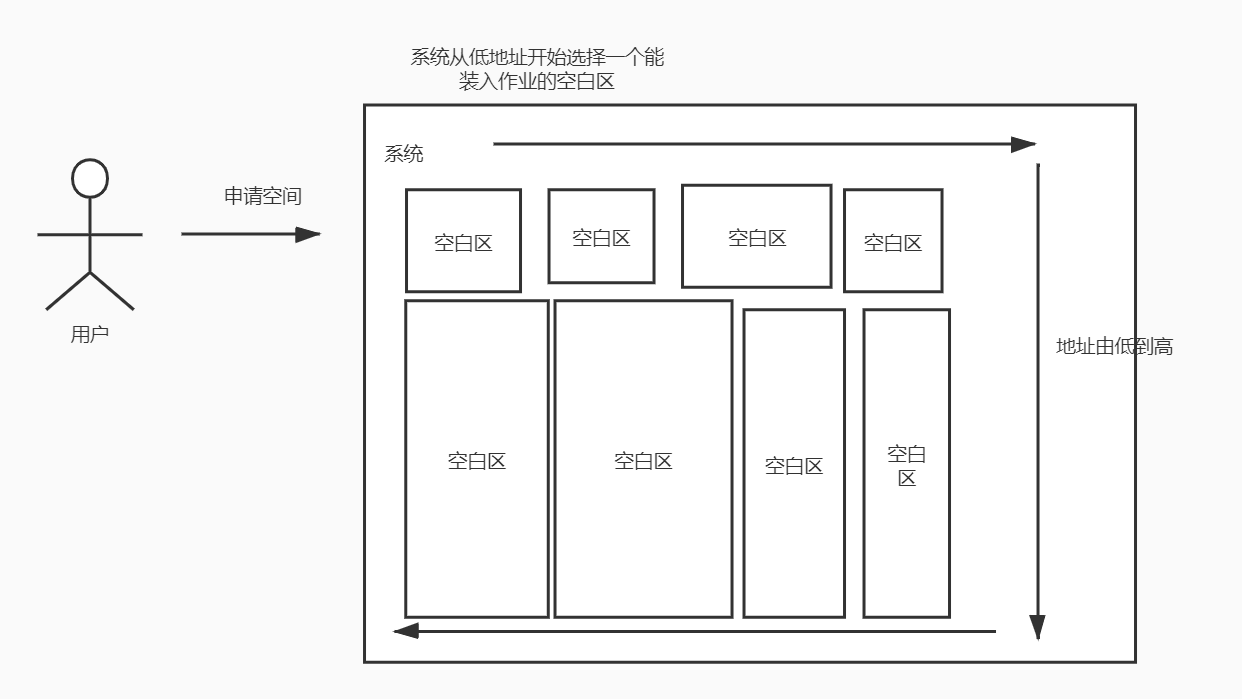 系统从低地址开始选择一个能
装入作业的空白区
系统
申请空间
用户
空白区
空白区
空白区
空白区
地址由低到高
空白区
空白区
空白区
空白
区